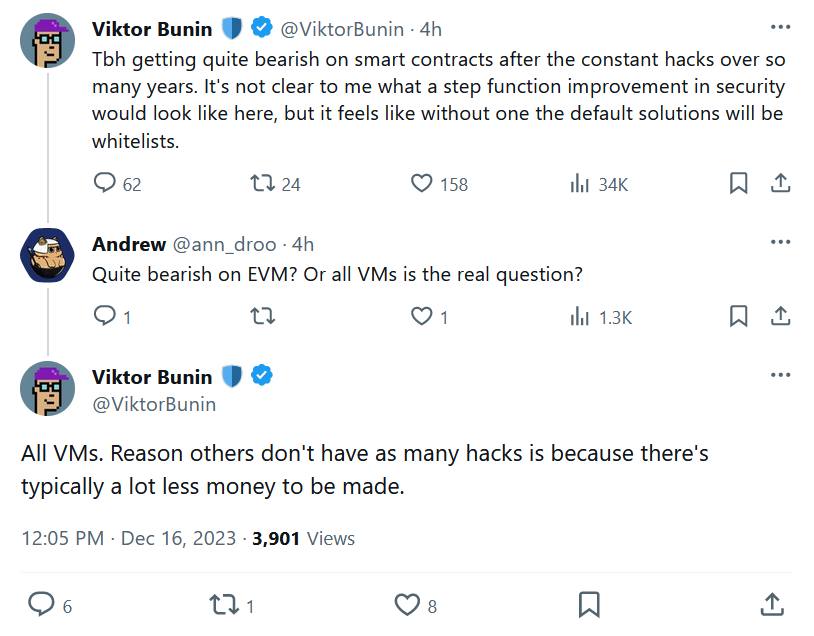 Viktor Bunin @ViktorBunin · 4h
Tbh getting quite bearish on smart contracts after the constant hacks over so
many years. It's not clear to me what a step function improvement in security
would look like here, but it feels like without one the default solutions will be
whitelists.
62 24 158 34K
Andrew @ann_droo · 4h
Quite bearish on EVM? Or all VMs is the real question?
1 1 1.3K
Viktor Bunin
@ViktorBunin
All VMs. Reason others don't have as many hacks is because there's
typically a lot less money to be made.
12:05 PM · Dec 16, 2023 · 3,901 Views
6 1 8